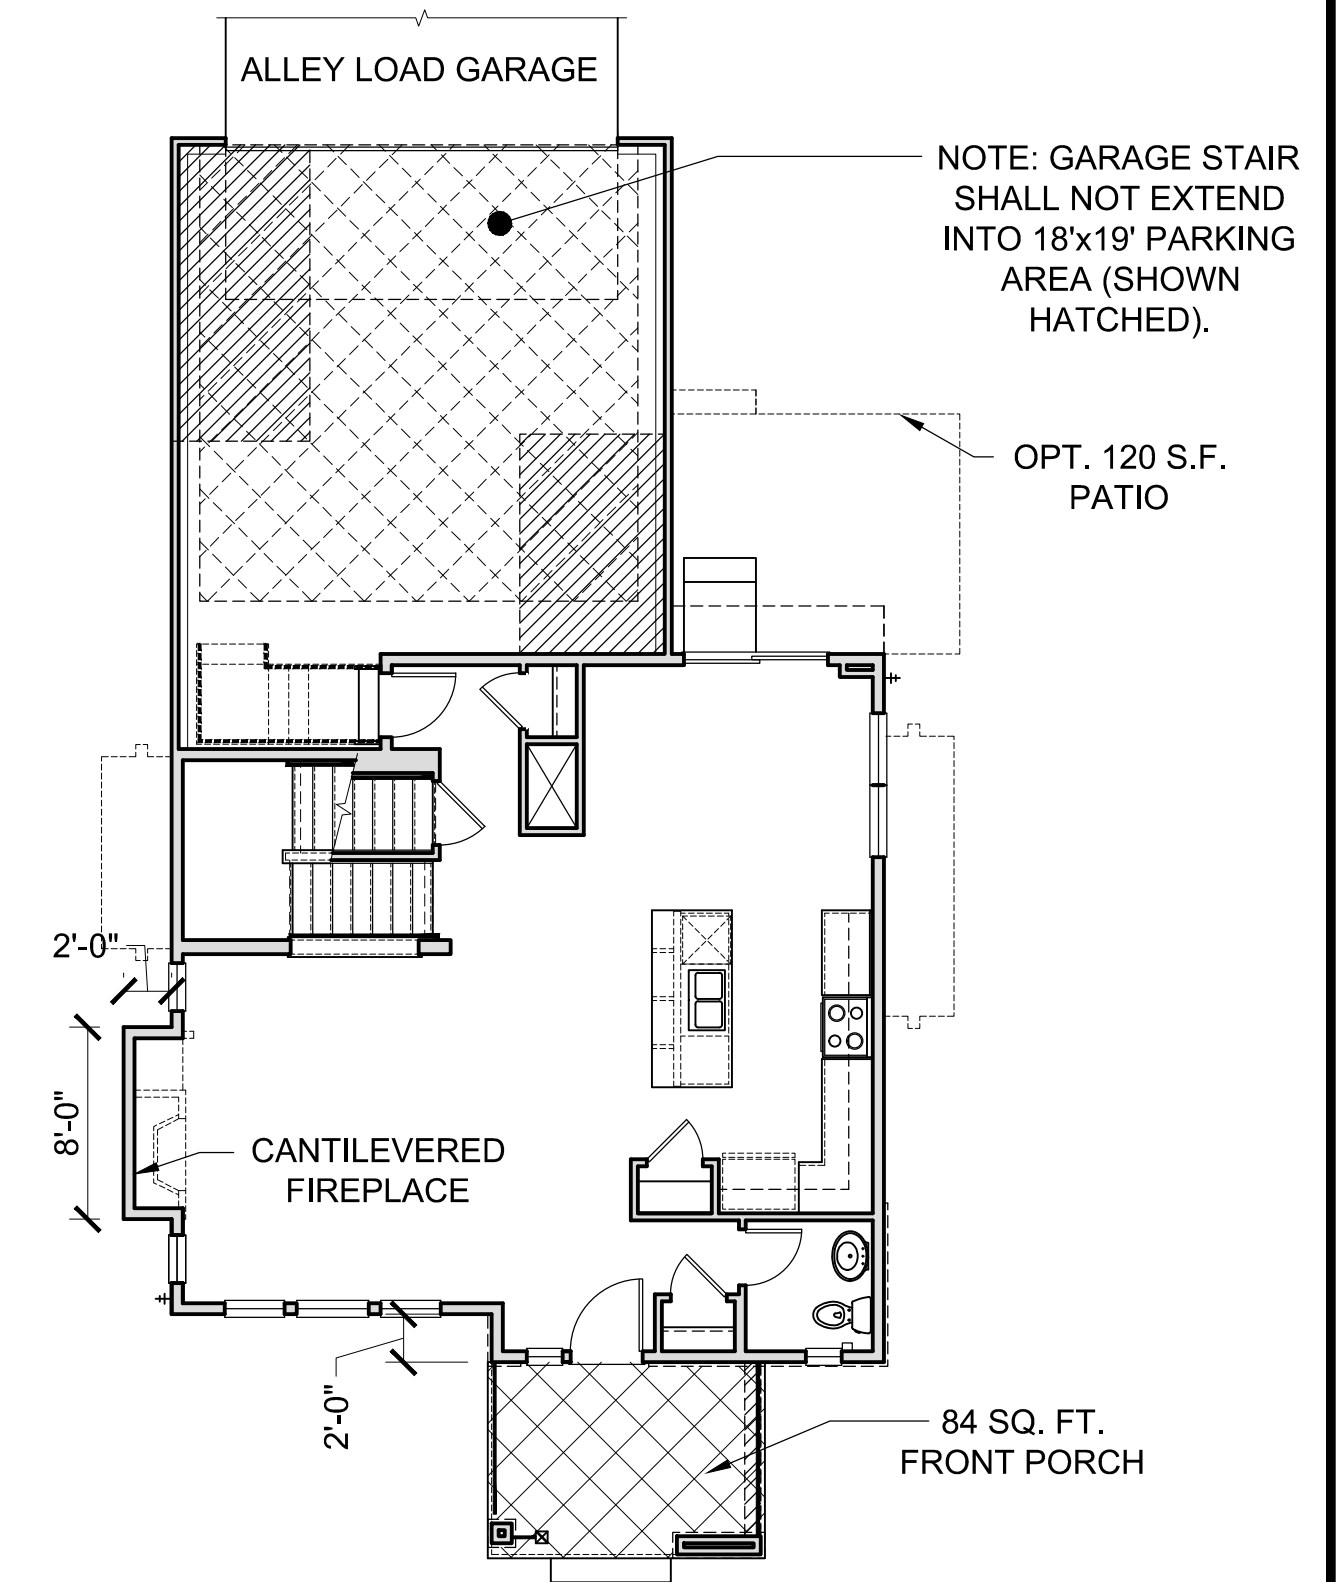 ALLEY LOAD GARAGE
NOTE: GARAGE STAIR
SHALL NOT EXTEND
INTO 18'x19' PARKING
AREA (SHOWN
HATCHED).
OPT. 120 S.F.
PATIO
2'-0"
8'-0"
CANTILEVERED
FIREPLACE
2'-0"
84 SQ. FT.
FRONT PORCH